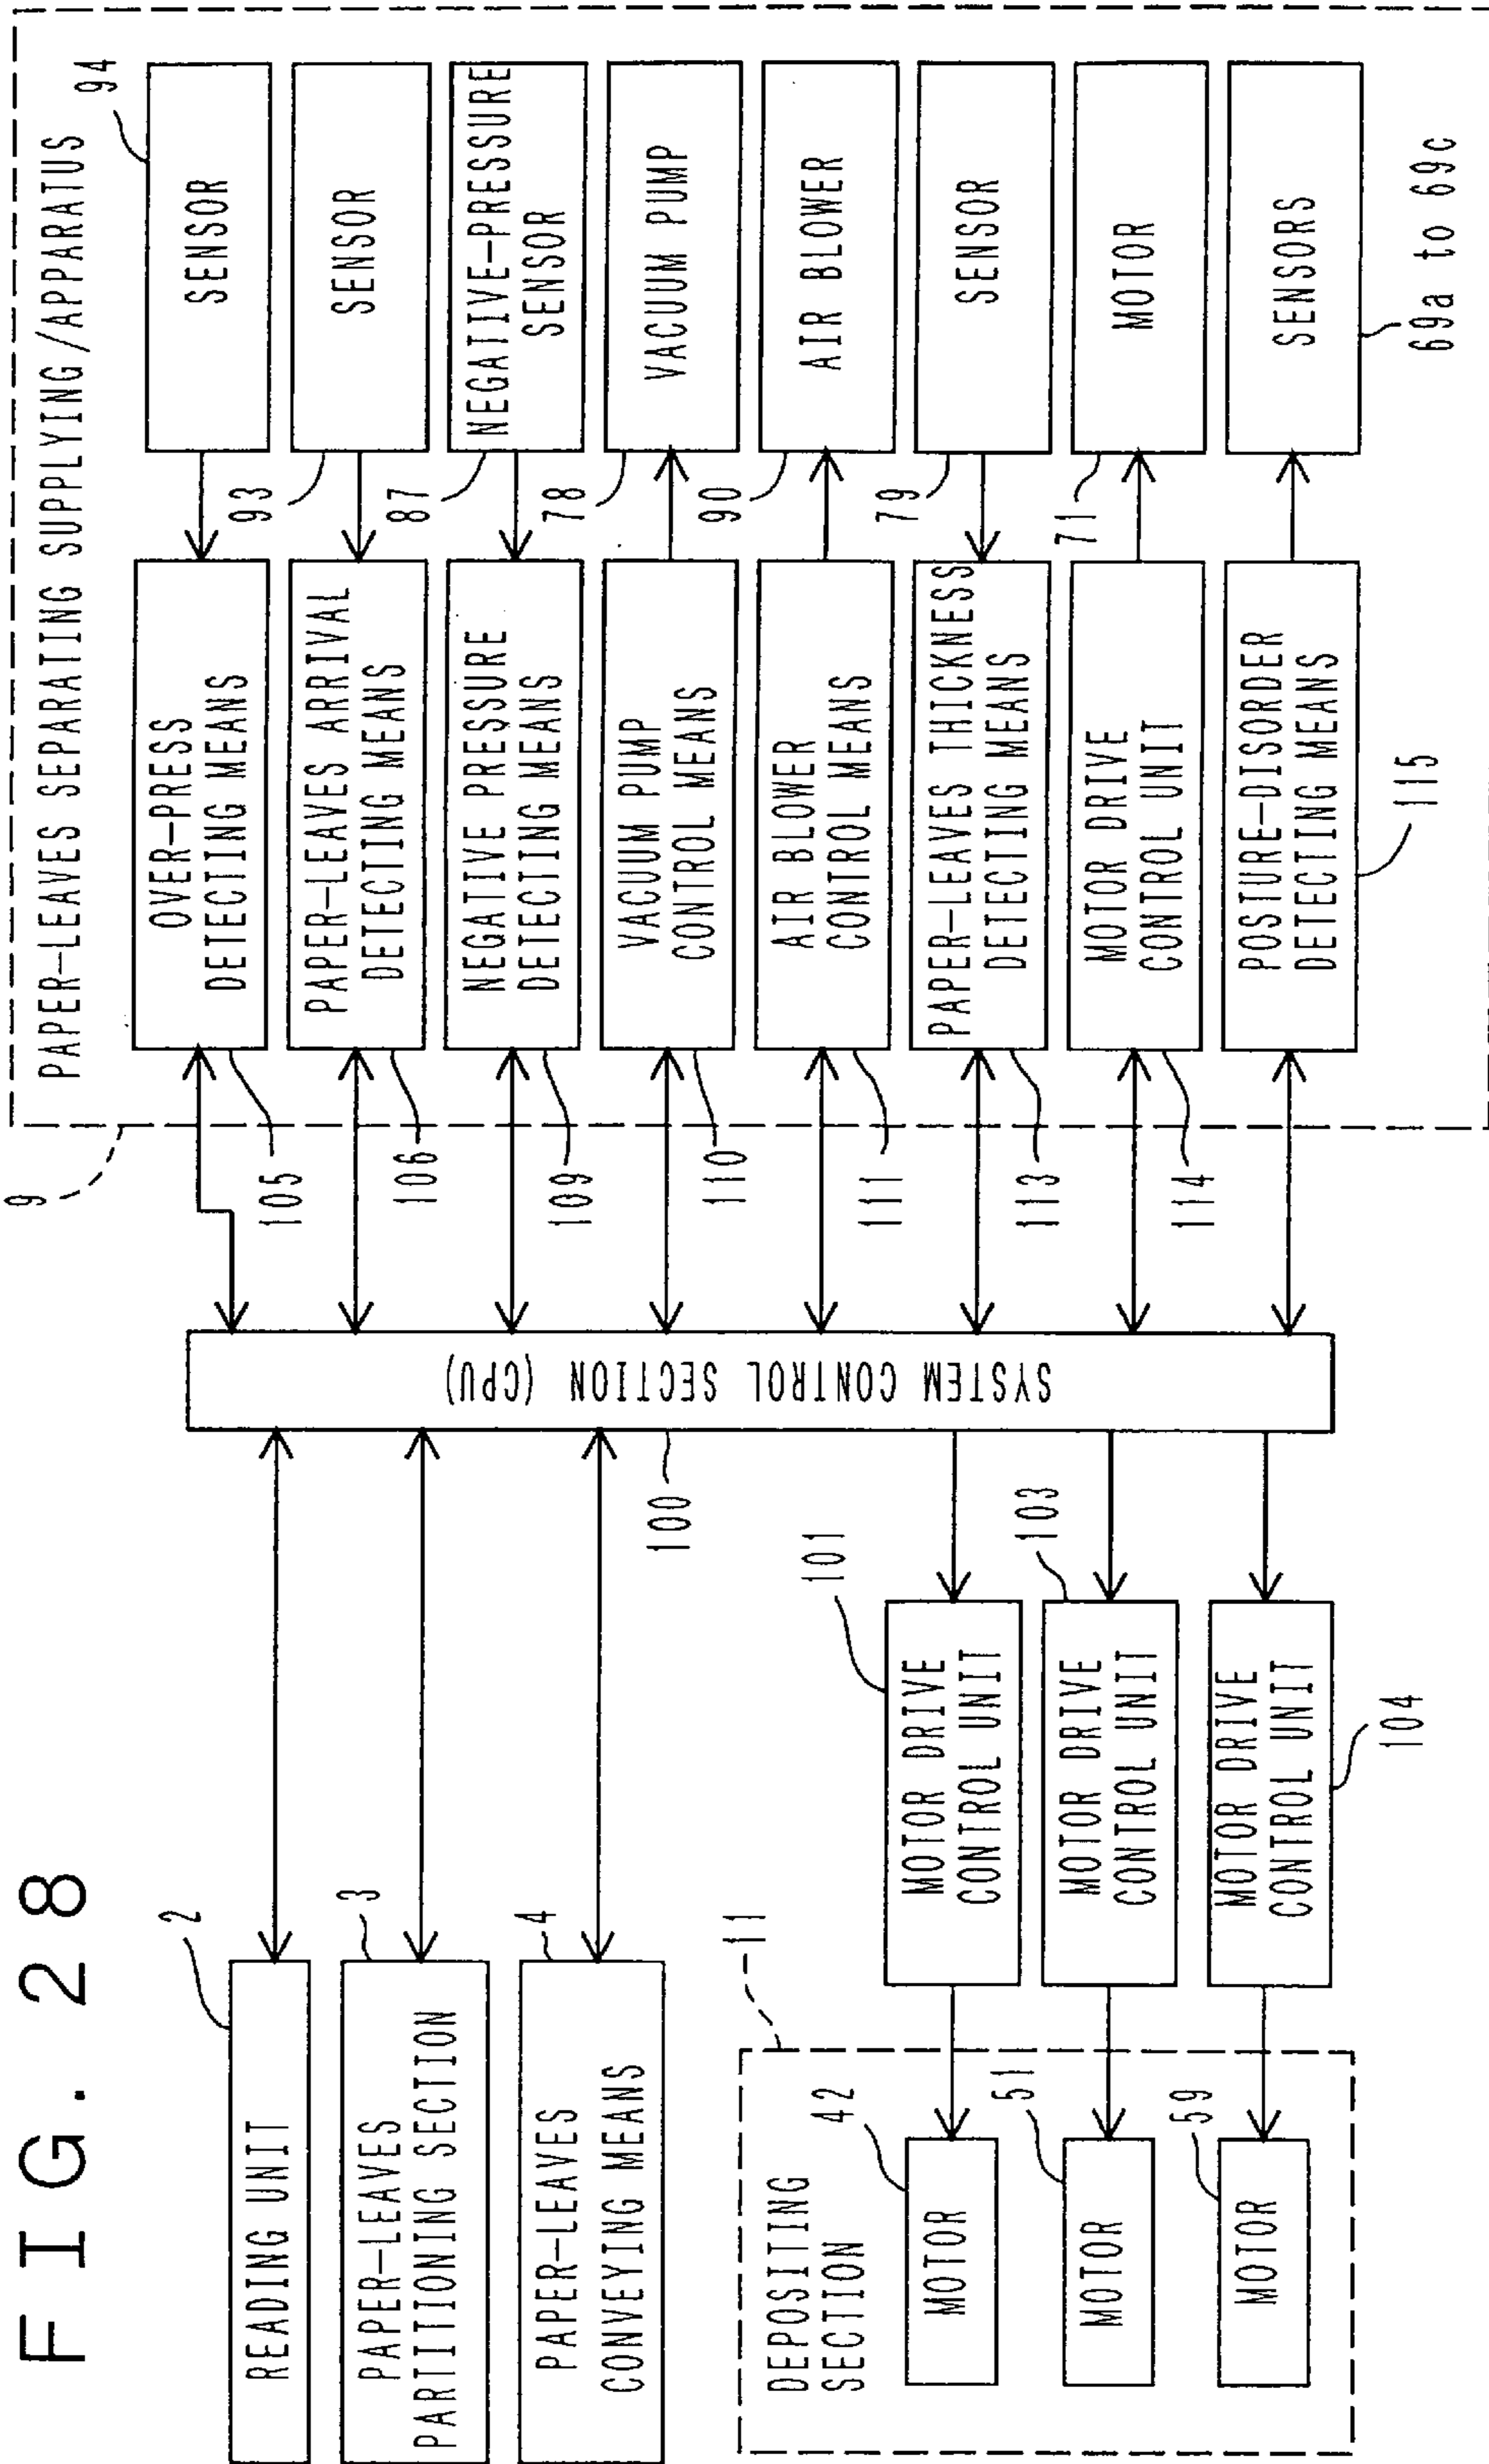 FIG. 28
2
READING UNIT
3
PAPER-LEAVES
PARTITIONING SECTION
4
PAPER-LEAVES
CONVEYING MEANS
11
DEPOSITING
SECTION
42
MOTOR
51
MOTOR
59
MOTOR
101
MOTOR DRIVE
CONTROL UNIT
103
MOTOR DRIVE
CONTROL UNIT
104
MOTOR DRIVE
CONTROL UNIT
100
SYSTEM CONTROL SECTION (CPU)
9
PAPER-LEAVES SEPARATING SUPPLYING/APPARATUS
105
OVER-PRESS
DETECTING MEANS
94
SENSOR
106
PAPER-LEAVES ARRIVAL
DETECTING MEANS
93
SENSOR
109
NEGATIVE PRESSURE
DETECTING MEANS
87
NEGATIVE-PRESSURE
SENSOR
110
VACUUM PUMP
CONTROL MEANS
78
VACUUM PUMP
111
AIR BLOWER
CONTROL MEANS
90
AIR BLOWER
113
PAPER-LEAVES THICKNESS
DETECTING MEANS
79
SENSOR
114
MOTOR DRIVE
CONTROL UNIT
71
MOTOR
115
POSTURE-DISORDER
DETECTING MEANS
SENSORS
69a to 69c